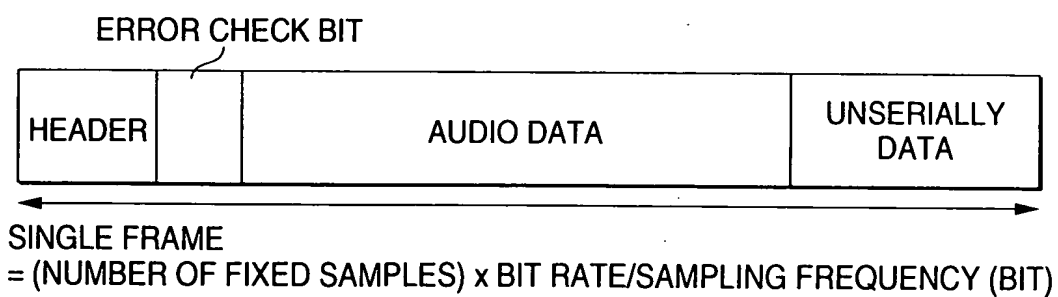 ERROR CHECK BIT
HEADER
AUDIO DATA
UNSERIALLY
DATA
SINGLE FRAME
= (NUMBER OF FIXED SAMPLES) x BIT RATE/SAMPLING FREQUENCY (BIT)